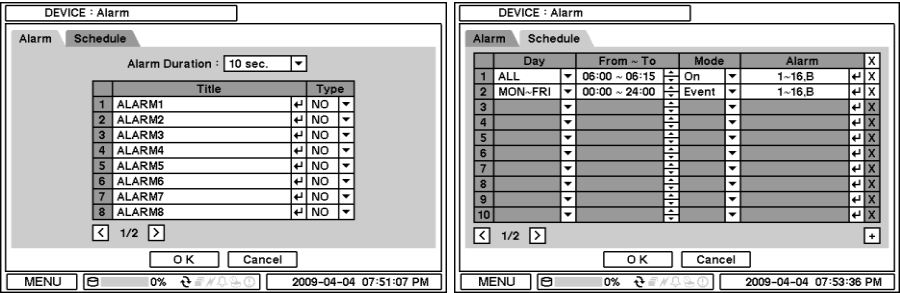 DEVICE : Alarm
Alarm Schedule
Alarm Duration : 10 sec.
Title Type
1 ALARM1 NO
2 ALARM2 NO
3 ALARM3 NO
4 ALARM4 NO
5 ALARM5 NO
6 ALARM6 NO
7 ALARM7 NO
8 ALARM8 NO
< 1/2 >
OK Cancel
MENU 0% 2009-04-04 07:51:07 PM
DEVICE : Alarm
Alarm Schedule
Day From ~ To Mode Alarm X
1 ALL 06:00 ~ 06:15 On 1~16,B X
2 MON~FRI 00:00 ~ 24:00 Event 1~16,B X
3 X
4 X
5 X
6 X
7 X
8 X
9 X
10 X
< 1/2 > +
OK Cancel
MENU 0% 2009-04-04 07:53:36 PM